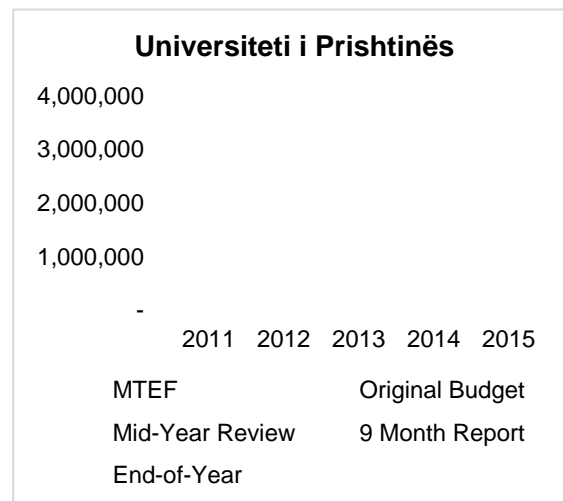 Universiteti i Prishtinës
4,000,000
3,000,000
2,000,000
1,000,000
-
2011 2012 2013 2014 2015
MTEF Original Budget
Mid-Year Review 9 Month Report
End-of-Year